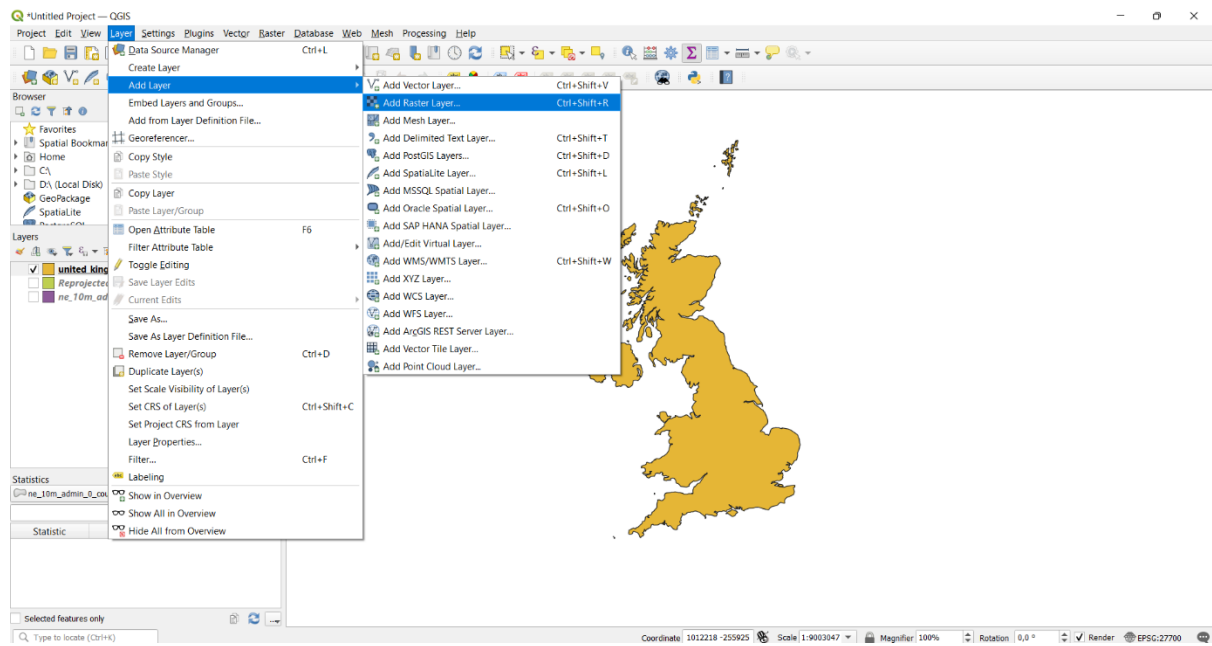 *Untitled Project — QGIS
Project Edit View Layer Settings Plugins Vector Raster Database Web Mesh Processing Help
Data Source Manager Ctrl+L
Create Layer
Add Layer
Embed Layers and Groups...
Add from Layer Definition File...
Georeferencer...
Copy Style
Paste Style
Copy Layer
Paste Layer/Group
Open Attribute Table F6
Filter Attribute Table
Toggle Editing
Save Layer Edits
Current Edits
Save As...
Save As Layer Definition File...
Remove Layer/Group Ctrl+D
Duplicate Layer(s)
Set Scale Visibility of Layer(s)
Set CRS of Layer(s) Ctrl+Shift+C
Set Project CRS from Layer
Layer Properties...
Filter... Ctrl+F
Labeling
Show in Overview
Show All in Overview
Hide All from Overview
Add Vector Layer... Ctrl+Shift+V
Add Raster Layer... Ctrl+Shift+R
Add Mesh Layer...
Add Delimited Text Layer... Ctrl+Shift+T
Add PostGIS Layers... Ctrl+Shift+D
Add SpatiaLite Layer... Ctrl+Shift+L
Add MSSQL Spatial Layer...
Add Oracle Spatial Layer... Ctrl+Shift+O
Add SAP HANA Spatial Layer...
Add/Edit Virtual Layer...
Add WMS/WMTS Layer... Ctrl+Shift+W
Add XYZ Layer...
Add WCS Layer...
Add WFS Layer...
Add ArcGIS REST Server Layer...
Add Vector Tile Layer...
Add Point Cloud Layer...
Browser
Favorites
Spatial Bookmar
Home
C:\
D:\ (Local Disk)
GeoPackage
SpatiaLite
Layers
united king
Reprojected
ne_10m_ad
Statistics
ne_10m_admin_0_cou
Statistic
Selected features only
Type to locate (Ctrl+K)
Coordinate 1012218 -255925 Scale 1:9003047 Magnifier 100% Rotation 0,0 ° Render EPSG:27700